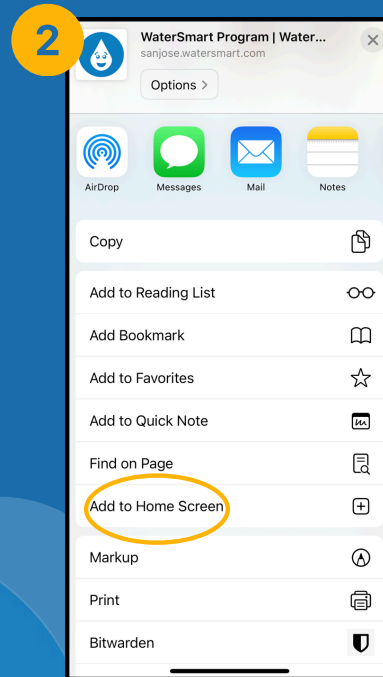 2
WaterSmart Program | Water...
sanjose.watersmart.com
Options >
AirDrop
Messages
Mail
Notes
Copy
Add to Reading List
Add Bookmark
Add to Favorites
Add to Quick Note
Find on Page
Add to Home Screen
Markup
Print
Bitwarden